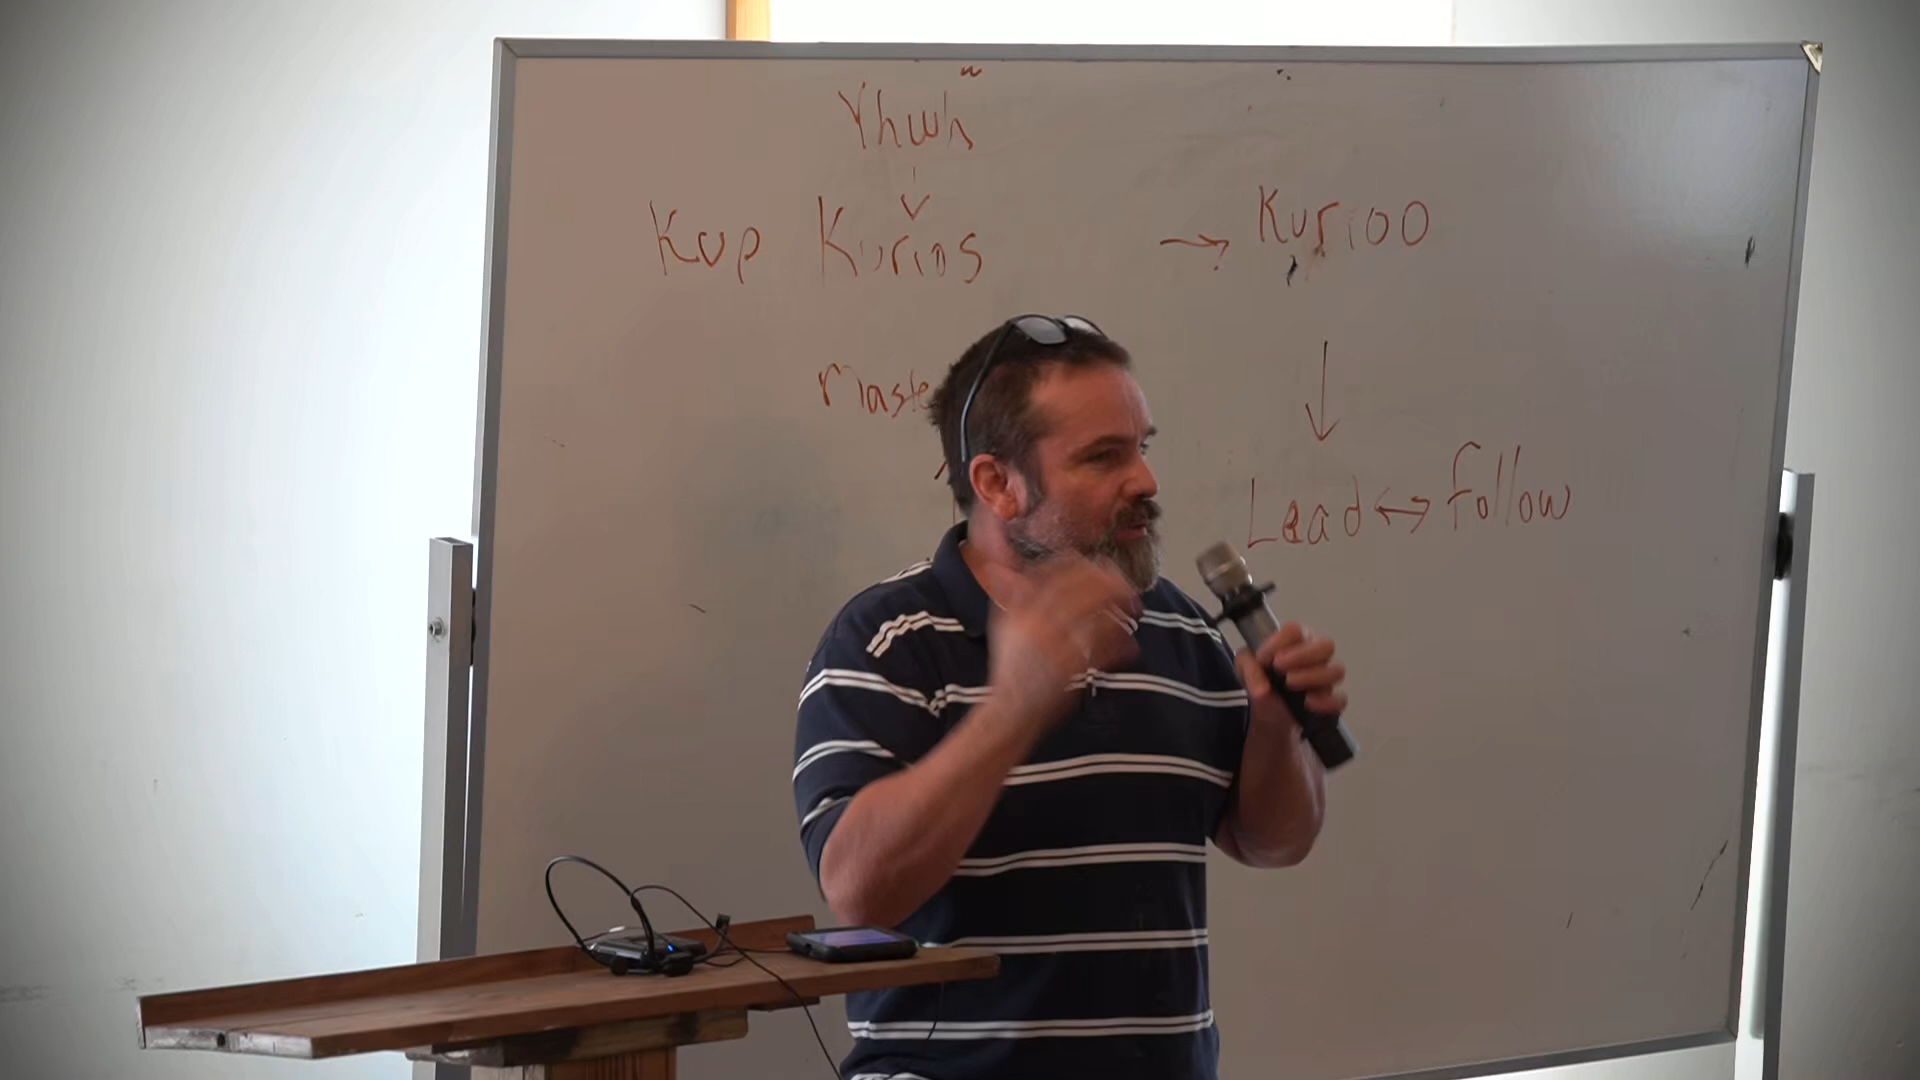 Yhwh
Kup Kurios → Kurioo
Maste
Lead ↔ follow